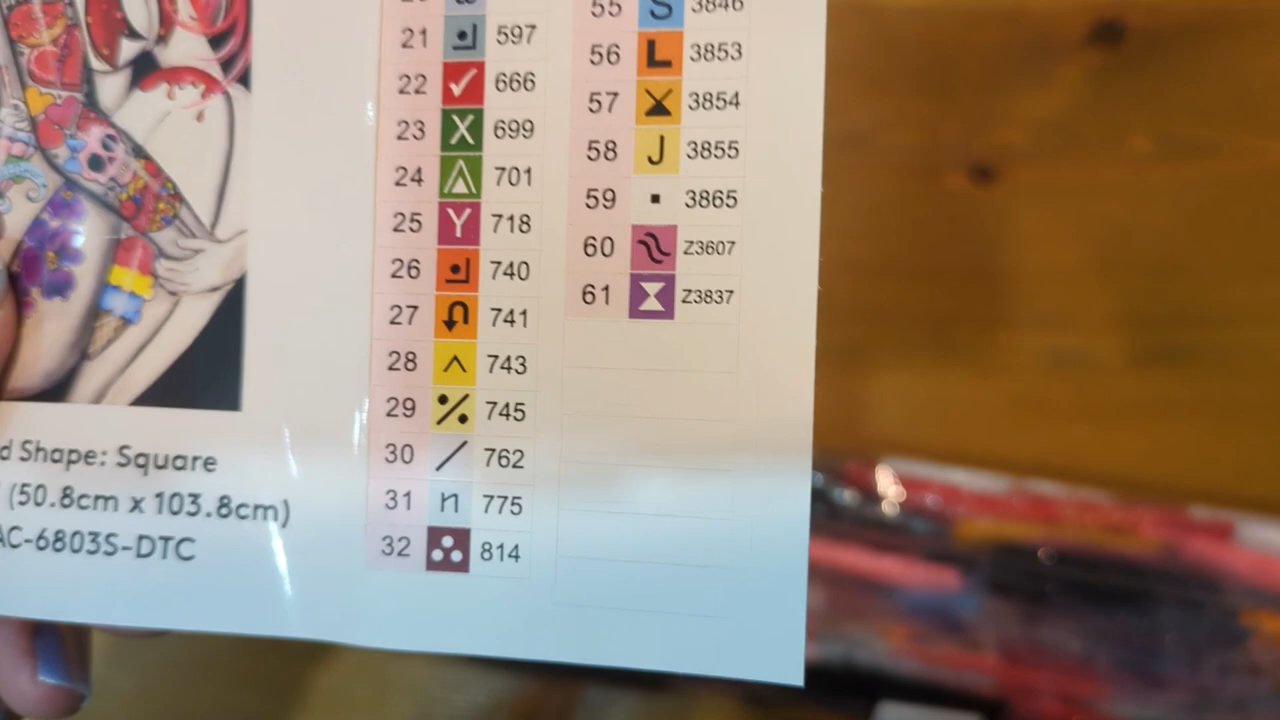 21 597
22 666
23 X 699
24 701
25 Y 718
26 740
27 741
28 743
29 745
30 762
31 n 775
32 814
55 S 3846
56 L 3853
57 3854
58 J 3855
59 3865
60 Z3607
61 Z3837
d Shape: Square
(50.8cm x 103.8cm)
AC-6803S-DTC